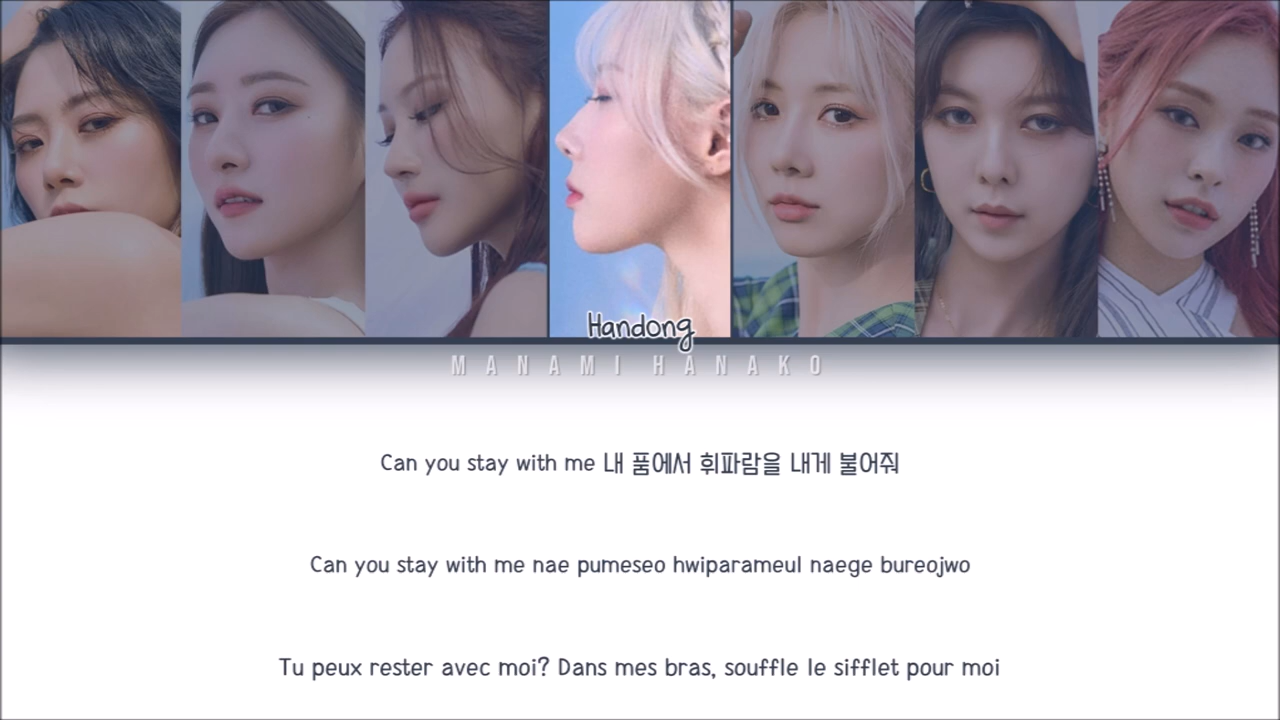 Handong
MANAMI HANAKO
Can you stay with me 내 품에서 휘파람을 내게 불어줘
Can you stay with me nae pumeseo hwiparameul naege bureojwo
Tu peux rester avec moi? Dans mes bras, souffle le sifflet pour moi